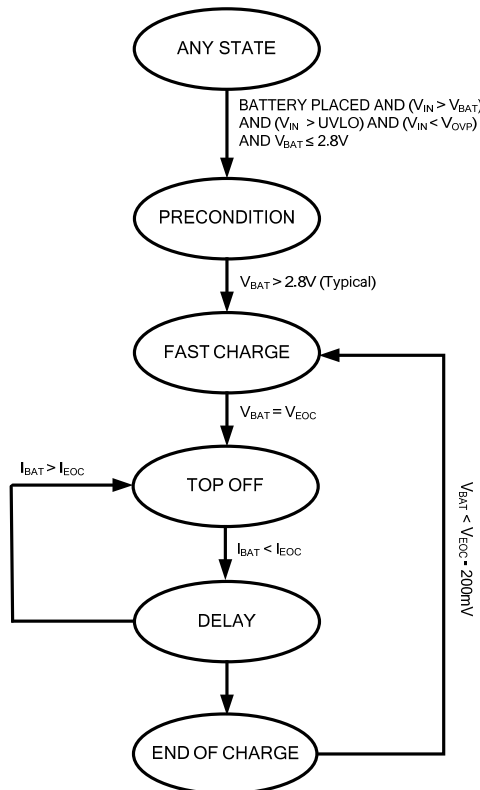 ANY STATE
BATTERY PLACED AND (VIN > VBAT)
AND (VIN > UVLO) AND (VIN < VOVP)
AND VBAT ≤ 2.8V
PRECONDITION
VBAT > 2.8V (Typical)
FAST CHARGE
VBAT = VEOC
IBAT > IEOC
TOP OFF
IBAT < IEOC
VBAT < VEOC - 200mV
DELAY
END OF CHARGE